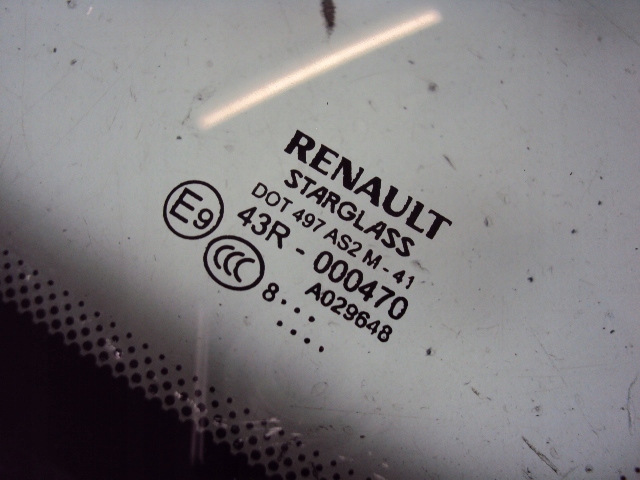 RENAULT
STARGLASS
DOT 497 AS2 M - 41
E9 43R - 000470
CCC A029648
8...